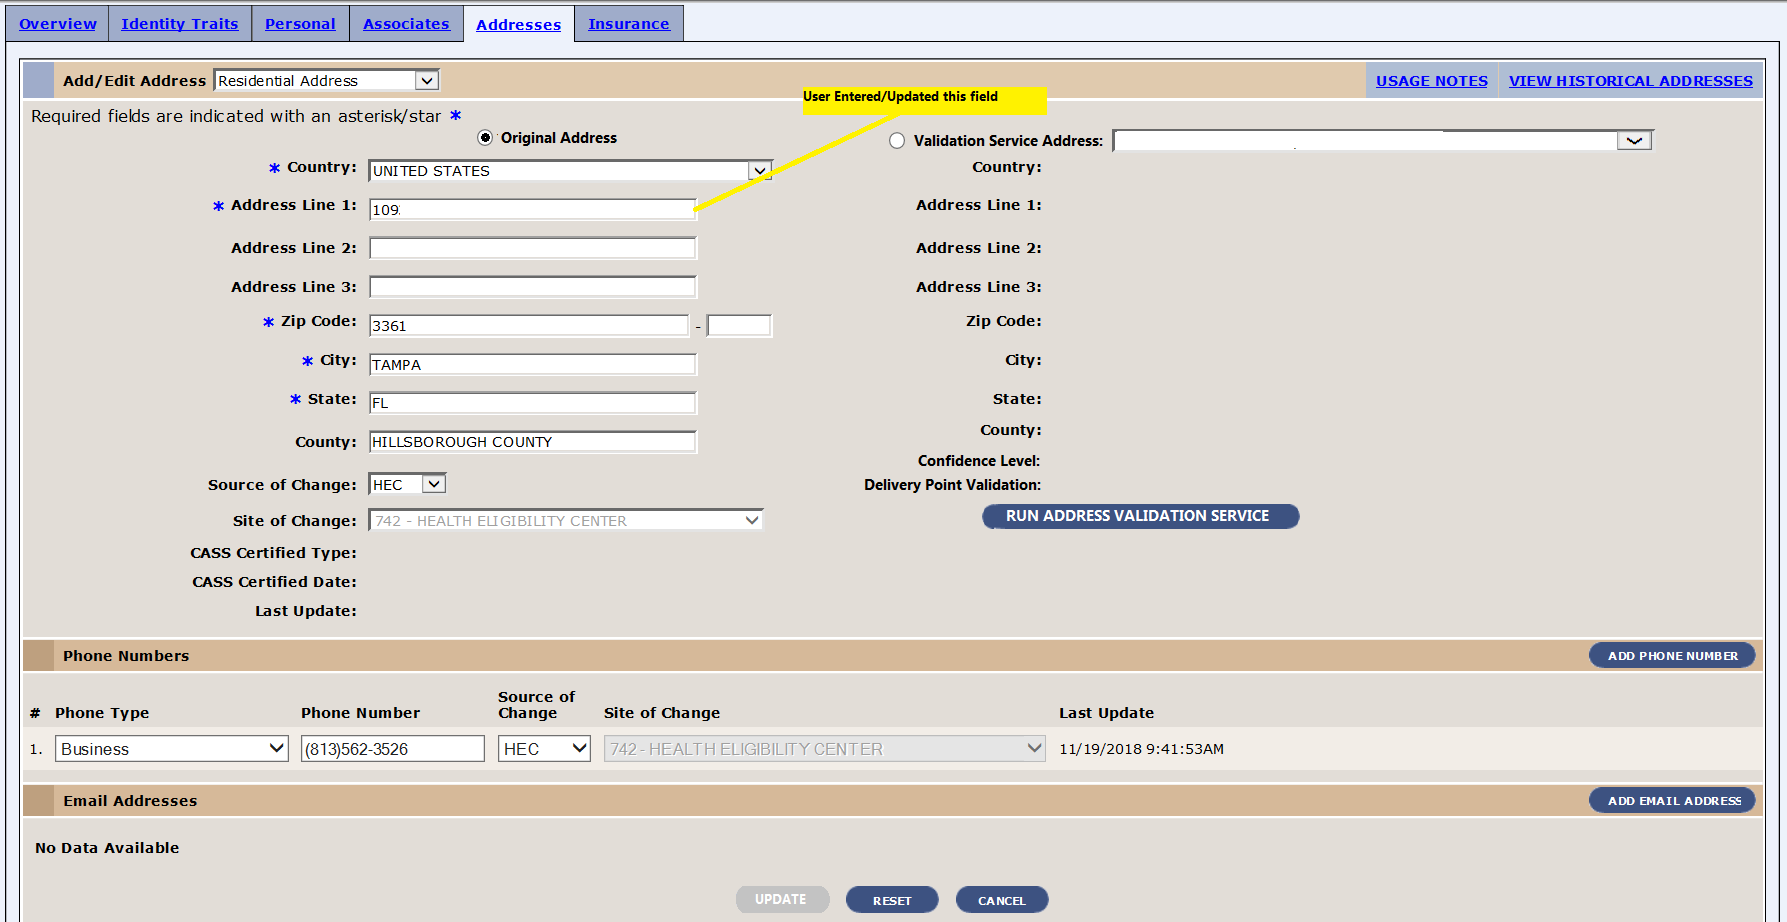 Overview Identity Traits Personal Associates Addresses Insurance
Add/Edit Address Residential Address USAGE NOTES VIEW HISTORICAL ADDRESSES
User Entered/Updated this field
Required fields are indicated with an asterisk/star *
Original Address Validation Service Address:
* Country: UNITED STATES Country:
* Address Line 1: 109 Address Line 1:
Address Line 2: Address Line 2:
Address Line 3: Address Line 3:
* Zip Code: 3361 - Zip Code:
* City: TAMPA City:
* State: FL State:
County: HILLSBOROUGH COUNTY County:
Confidence Level:
Source of Change: HEC Delivery Point Validation:
Site of Change: 742 - HEALTH ELIGIBILITY CENTER RUN ADDRESS VALIDATION SERVICE
CASS Certified Type:
CASS Certified Date:
Last Update:
Phone Numbers ADD PHONE NUMBER
# Phone Type Phone Number Source of Change Site of Change Last Update
1. Business (813)562-3526 HEC 742 - HEALTH ELIGIBILITY CENTER 11/19/2018 9:41:53AM
Email Addresses ADD EMAIL ADDRESS
No Data Available
UPDATE RESET CANCEL